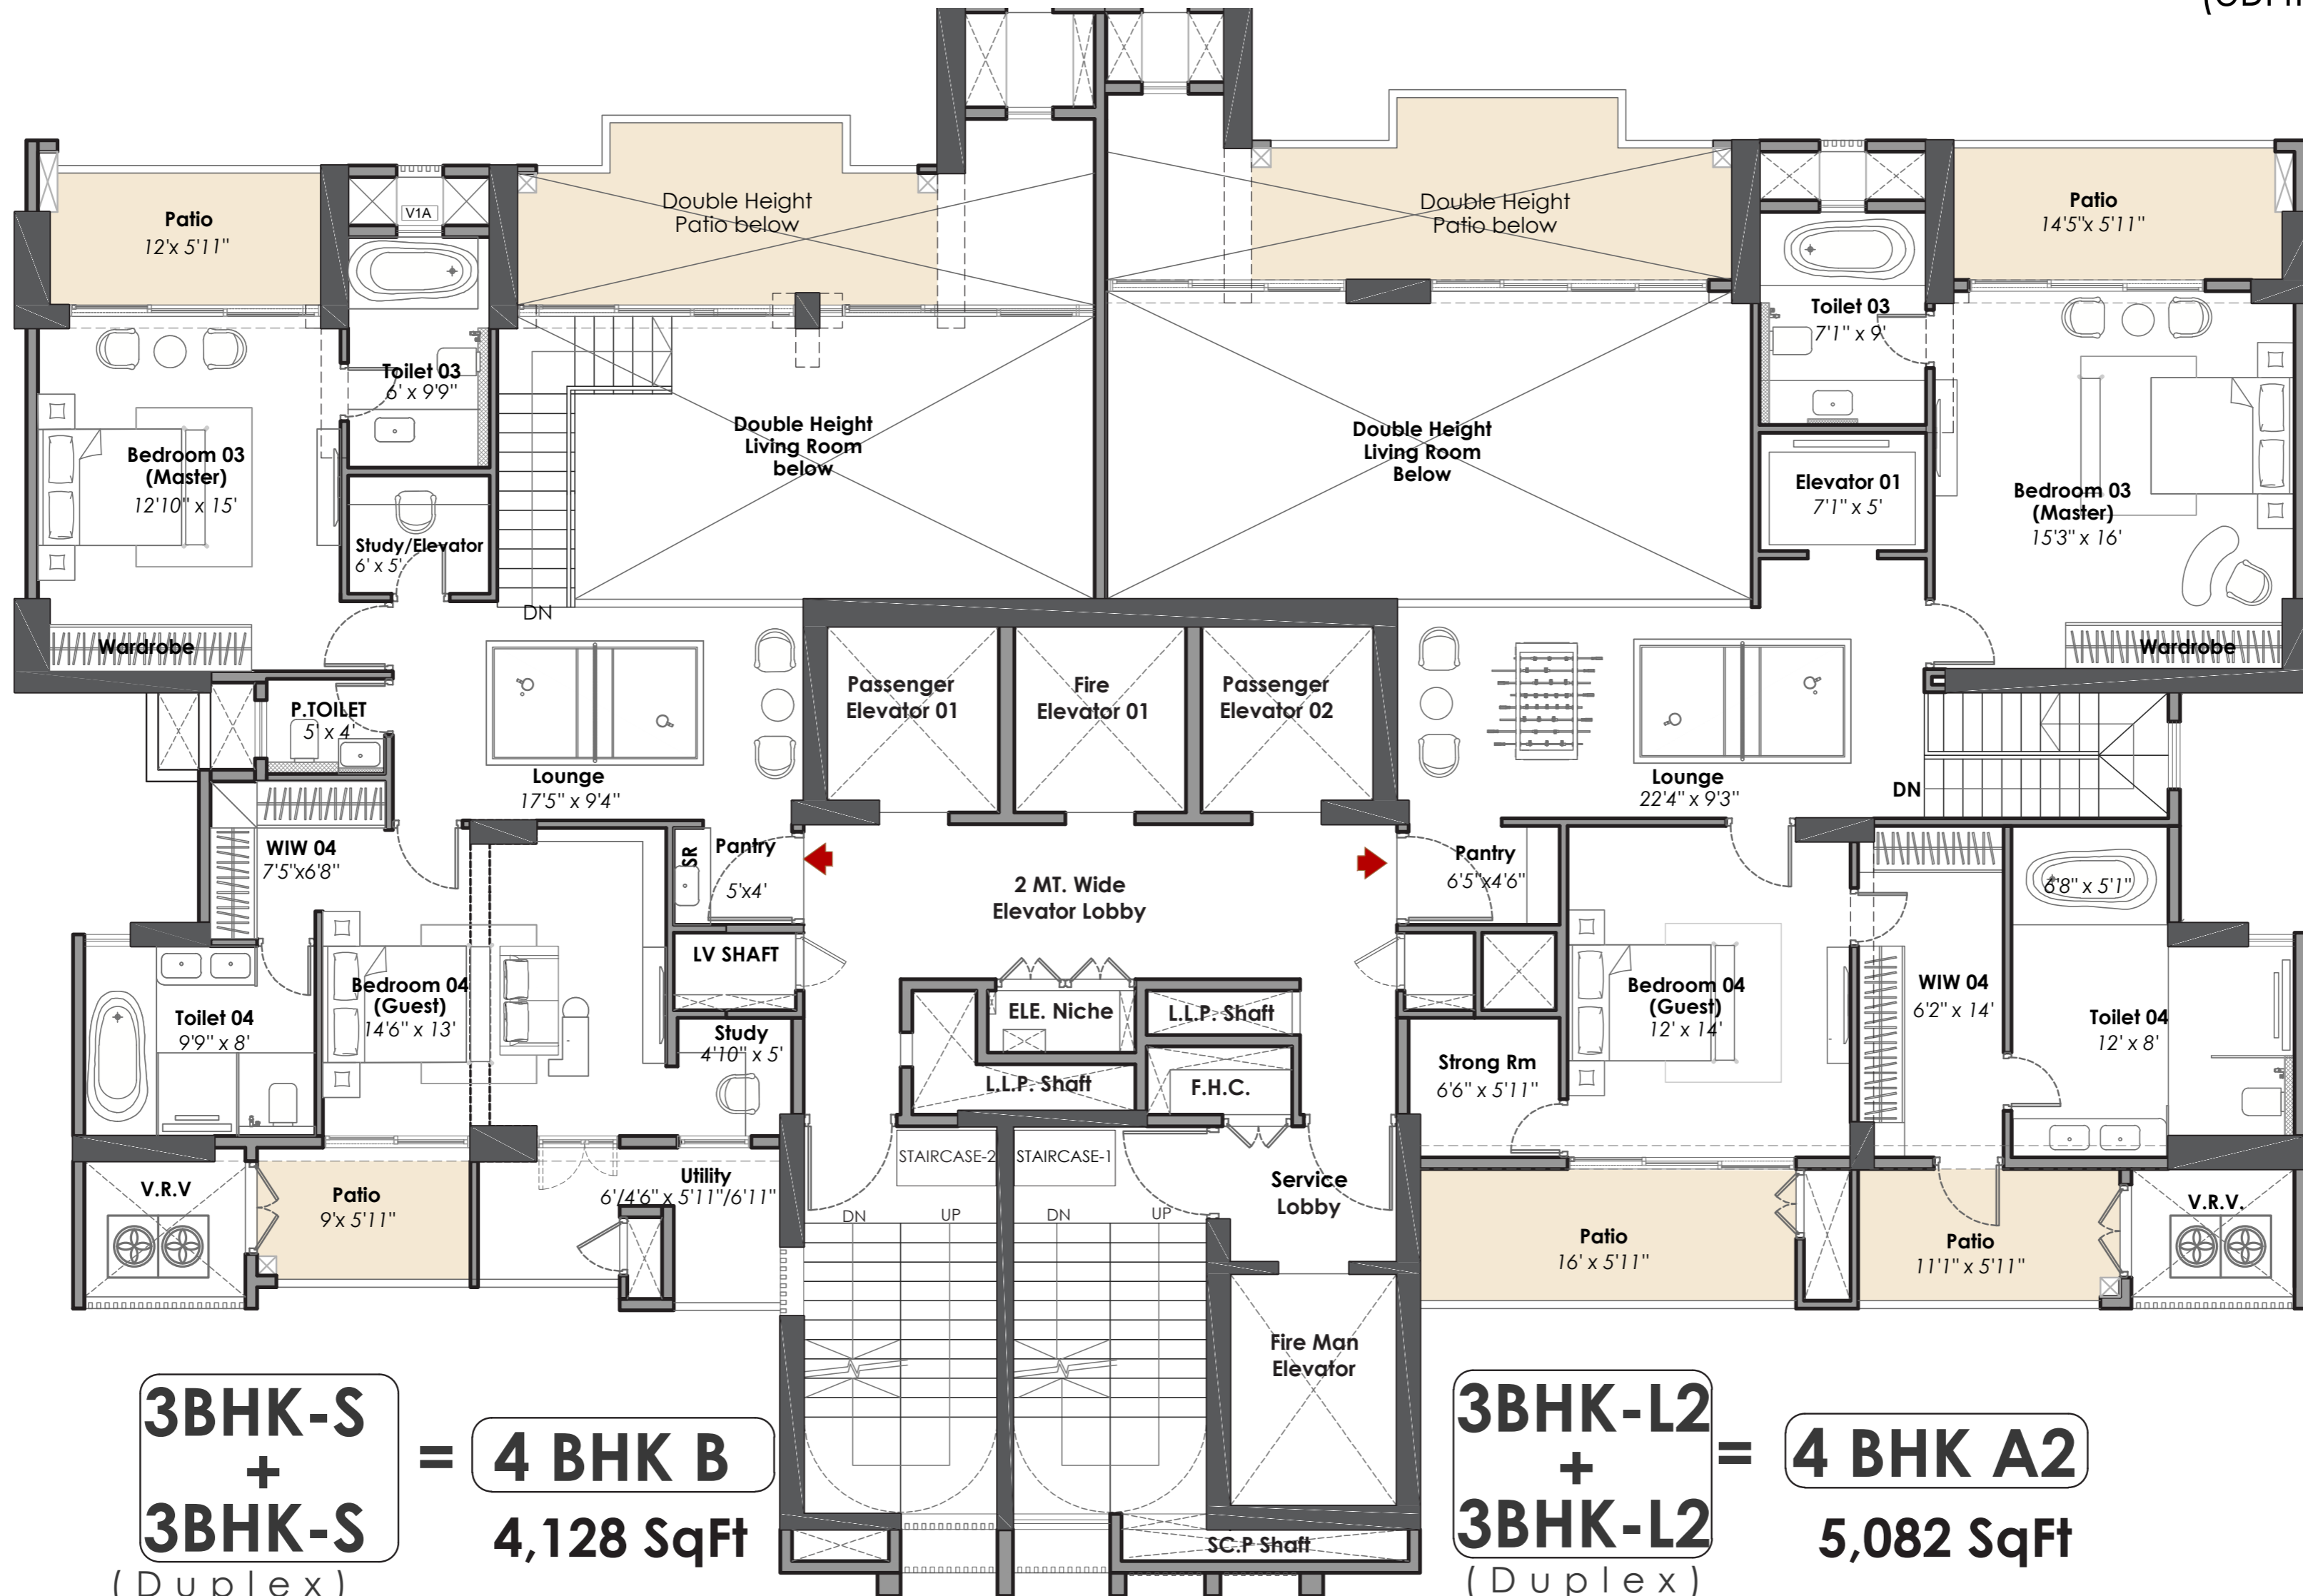 Patio
12'x 5'11"
V1A
Double Height
Patio below
Double Height
Patio below
Patio
14'5"x 5'11"
Toilet 03
6' x 9'9"
Toilet 03
7'1" x 9'
Bedroom 03
(Master)
12'10" x 15'
Double Height
Living Room
below
Double Height
Living Room
Below
Elevator 01
7'1" x 5'
Bedroom 03
(Master)
15'3" x 16'
Study/Elevator
6' x 5'
DN
Wardrobe
Wardrobe
P.TOILET
5' x 4'
Passenger
Elevator 01
Fire
Elevator 01
Passenger
Elevator 02
Lounge
17'5" x 9'4"
Lounge
22'4" x 9'3"
DN
WIW 04
7'5"x6'8"
SR
Pantry
5'x4'
2 MT. Wide
Elevator Lobby
Pantry
6'5"x4'6"
6'8" x 5'1"
LV SHAFT
Bedroom 04
(Guest)
14'6" x 13'
Toilet 04
9'9" x 8'
Study
4'10" x 5'
ELE. Niche
L.L.P. Shaft
L.L.P. Shaft
F.H.C.
Strong Rm
6'6" x 5'11"
Bedroom 04
(Guest)
12' x 14'
WIW 04
6'2" x 14'
Toilet 04
12' x 8'
V.R.V
Patio
9'x 5'11"
Utility
6'/4'6" x 5'11"/6'11"
STAIRCASE-2
STAIRCASE-1
Service
Lobby
DN
UP
DN
UP
Patio
16' x 5'11"
Patio
11'1" x 5'11"
V.R.V.
Fire Man
Elevator
SC.P Shaft
3BHK-S
+
3BHK-S
(Duplex)
=
4 BHK B
4,128 SqFt
3BHK-L2
+
3BHK-L2
(Duplex)
=
4 BHK A2
5,082 SqFt